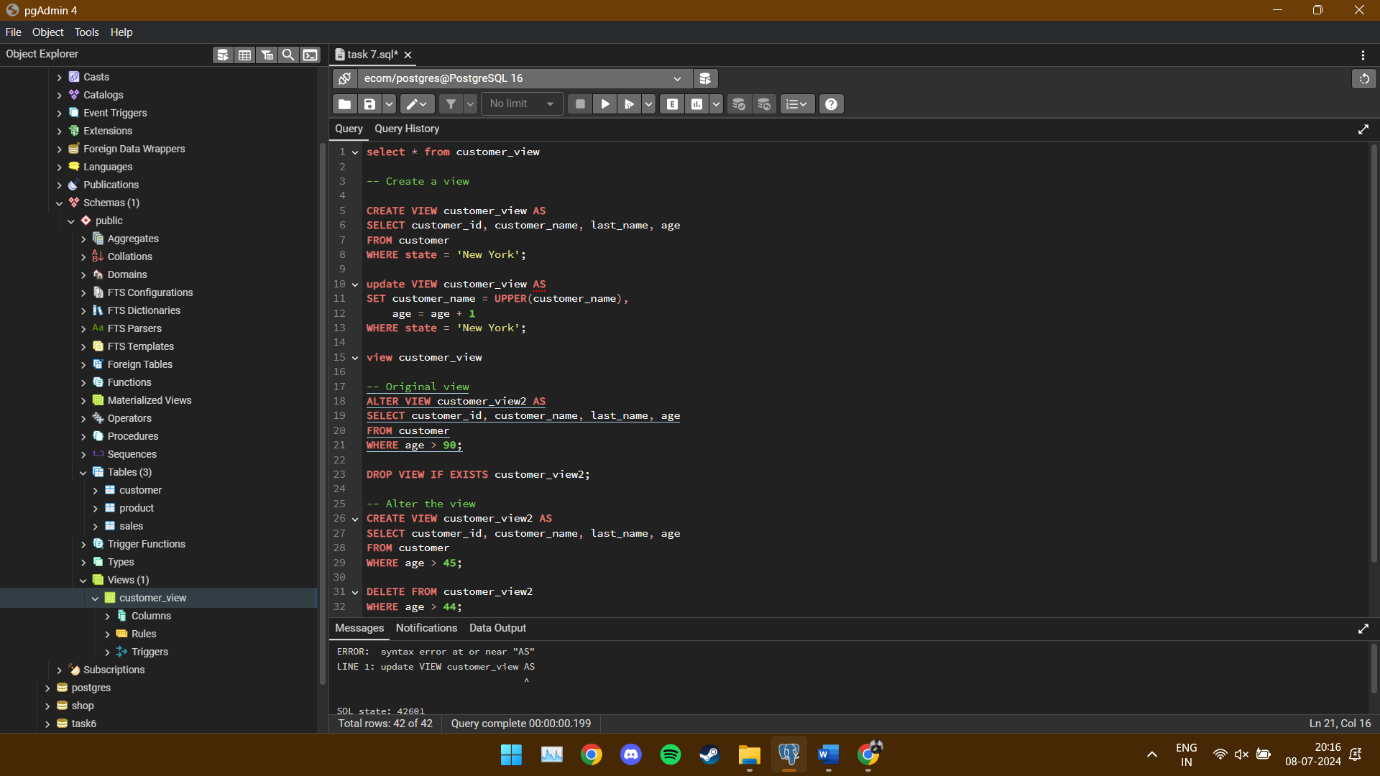 pgAdmin 4
File Object Tools Help
Object Explorer
Casts
Catalogs
Event Triggers
Extensions
Foreign Data Wrappers
Languages
Publications
Schemas (1)
public
Aggregates
Collations
Domains
FTS Configurations
FTS Dictionaries
Aa FTS Parsers
FTS Templates
Foreign Tables
Functions
Materialized Views
Operators
Procedures
1..3 Sequences
Tables (3)
customer
product
sales
Trigger Functions
Types
Views (1)
customer_view
Columns
Rules
Triggers
Subscriptions
postgres
shop
task6
task 7.sql*
ecom/postgres@PostgreSQL 16
No limit
Query Query History
1 select * from customer_view
2
3 -- Create a view
4
5 CREATE VIEW customer_view AS
6 SELECT customer_id, customer_name, last_name, age
7 FROM customer
8 WHERE state = 'New York';
9
10 update VIEW customer_view AS
11 SET customer_name = UPPER(customer_name),
12 age = age + 1
13 WHERE state = 'New York';
14
15 view customer_view
16
17 -- Original view
18 ALTER VIEW customer_view2 AS
19 SELECT customer_id, customer_name, last_name, age
20 FROM customer
21 WHERE age > 90;
22
23 DROP VIEW IF EXISTS customer_view2;
24
25 -- Alter the view
26 CREATE VIEW customer_view2 AS
27 SELECT customer_id, customer_name, last_name, age
28 FROM customer
29 WHERE age > 45;
30
31 DELETE FROM customer_view2
32 WHERE age > 44;
Messages Notifications Data Output
ERROR: syntax error at or near "AS"
LINE 1: update VIEW customer_view AS
^
SQL state: 42601
Total rows: 42 of 42 Query complete 00:00:00.199 Ln 21, Col 16
ENG
IN
20:16
08-07-2024